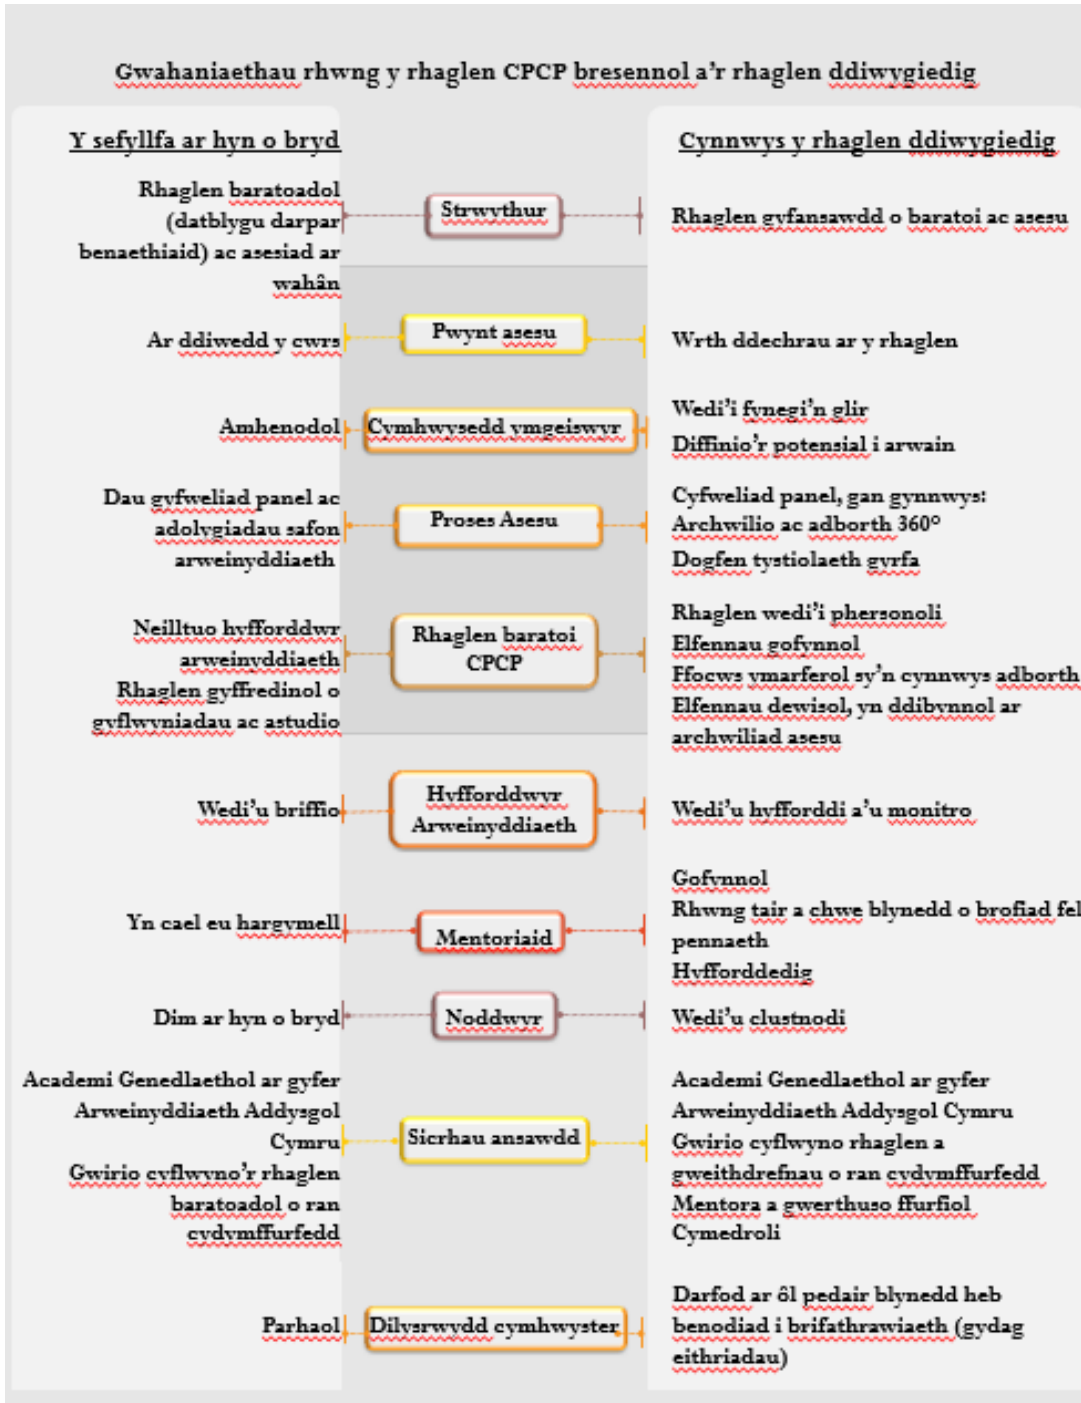 Gwahaniaethau rhwng y rhaglen CPCP bresennol a'r rhaglen ddiwygiedig
Y sefyllfa ar hyn o bryd
Cynnwys y rhaglen ddiwygiedig
Rhaglen baratoadol
(datblygu darpar
benaethiaid) ac asesiad ar
wahân
Strwythur
Rhaglen gyfansawdd o baratoi ac asesu
Ar ddiwedd y cwrs
Pwynt asesu
Wrth ddechrau ar y rhaglen
Amhenodol
Cymhwysedd ymgeiswyr
Wedi'i fynegi'n glir
Diffinio'r potensial i arwain
Dau gyfweliad panel ac
adolygiadau safon
arweinyddiaeth
Proses Asesu
Cyfweliad panel, gan gynnwys:
Archwilio ac adborth 360°
Dogfen tystiolaeth gyrfa
Neilltuo hyfforddwr
arweinyddiaeth
Rhaglen gyffredinol o
gyflwyniadau ac astudio
Rhaglen baratoi
CPCP
Rhaglen wedi'i phersonoli
Elfennau gofynnol
Ffocws ymarferol sy'n cynnwys adborth
Elfennau dewisol, yn ddibynnol ar
archwiliad asesu
Wedi'u briffio
Hyfforddwyr
Arweinyddiaeth
Wedi'u hyfforddi a'u monitro
Yn cael eu hargymell
Mentoriaid
Gofynnol
Rhwng tair a chwe blynedd o brofiad fel
pennaeth
Hyfforddedig
Dim ar hyn o bryd
Noddwyr
Wedi'u clustnodi
Academi Genedlaethol ar gyfer
Arweinyddiaeth Addysgol
Cymru
Gwirio cyflwyno'r rhaglen
baratoadol o ran
cydymffurfedd
Sicrhau ansawdd
Academi Genedlaethol ar gyfer
Arweinyddiaeth Addysgol Cymru
Gwirio cyflwyno rhaglen a
gweithdrefnau o ran cydymffurfedd
Mentora a gwerthuso ffurfiol
Cymedroli
Parhaol
Dilysrwydd cymhwyster
Darfod ar ôl pedair blynedd heb
benodiad i brifathrawiaeth (gydag
eithriadau)